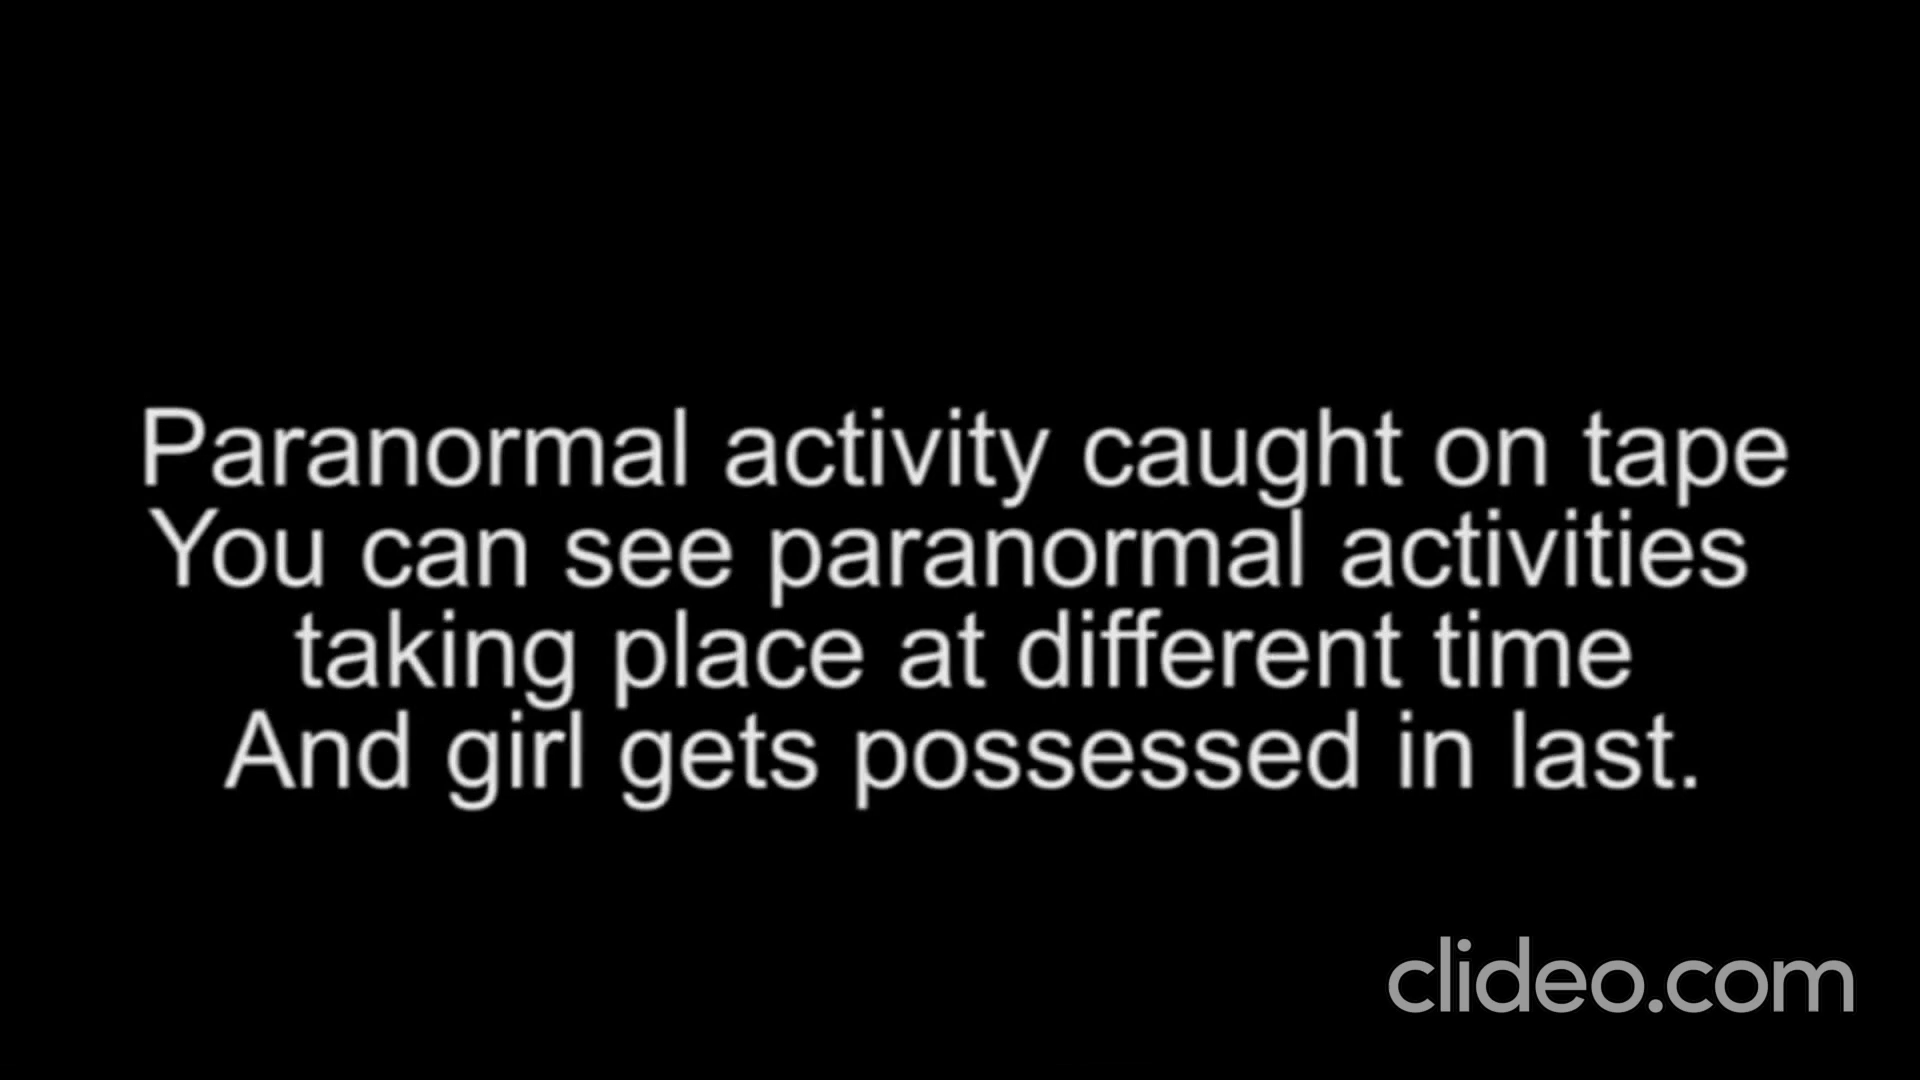 Paranormal activity caught on tape
You can see paranormal activities
taking place at different time
And girl gets possessed in last.
clideo.com